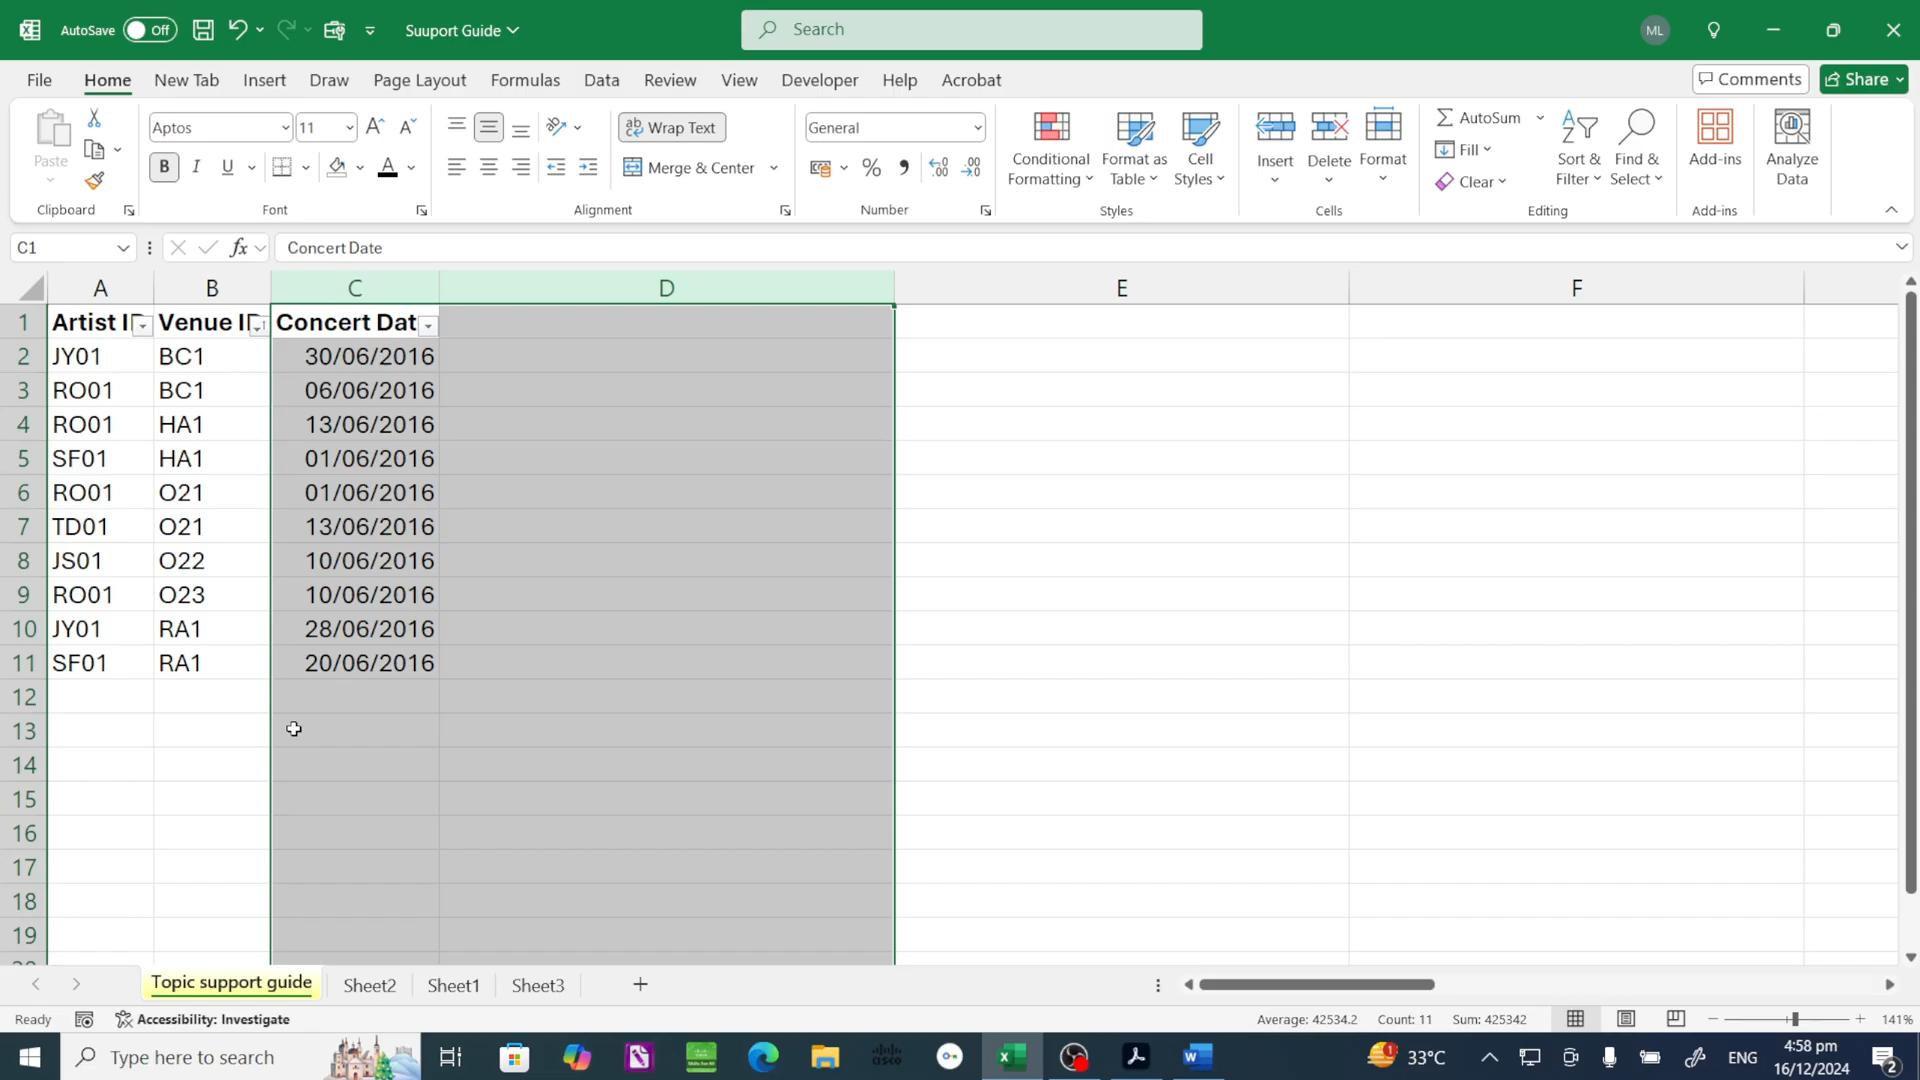 AutoSave Off Suuport Guide Search ML
File Home New Tab Insert Draw Page Layout Formulas Data Review View Developer Help Acrobat Comments Share
Paste Aptos 11 Wrap Text General Conditional Formatting Format as Table Cell Styles Insert Delete Format AutoSum Fill Clear Sort & Filter Find & Select Add-ins Analyze Data
B I U A Merge & Center %
Clipboard Font Alignment Number Styles Cells Editing Add-ins
C1 fx Concert Date
A B C D E F
1 Artist ID Venue ID Concert Dat
2 JY01 BC1 30/06/2016
3 RO01 BC1 06/06/2016
4 RO01 HA1 13/06/2016
5 SF01 HA1 01/06/2016
6 RO01 O21 01/06/2016
7 TD01 O21 13/06/2016
8 JS01 O22 10/06/2016
9 RO01 O23 10/06/2016
10 JY01 RA1 28/06/2016
11 SF01 RA1 20/06/2016
12
13
14
15
16
17
18
19
Topic support guide Sheet2 Sheet1 Sheet3
Ready Accessibility: Investigate Average: 42534.2 Count: 11 Sum: 425342 141%
Type here to search 33°C ENG 4:58 pm
16/12/2024 2